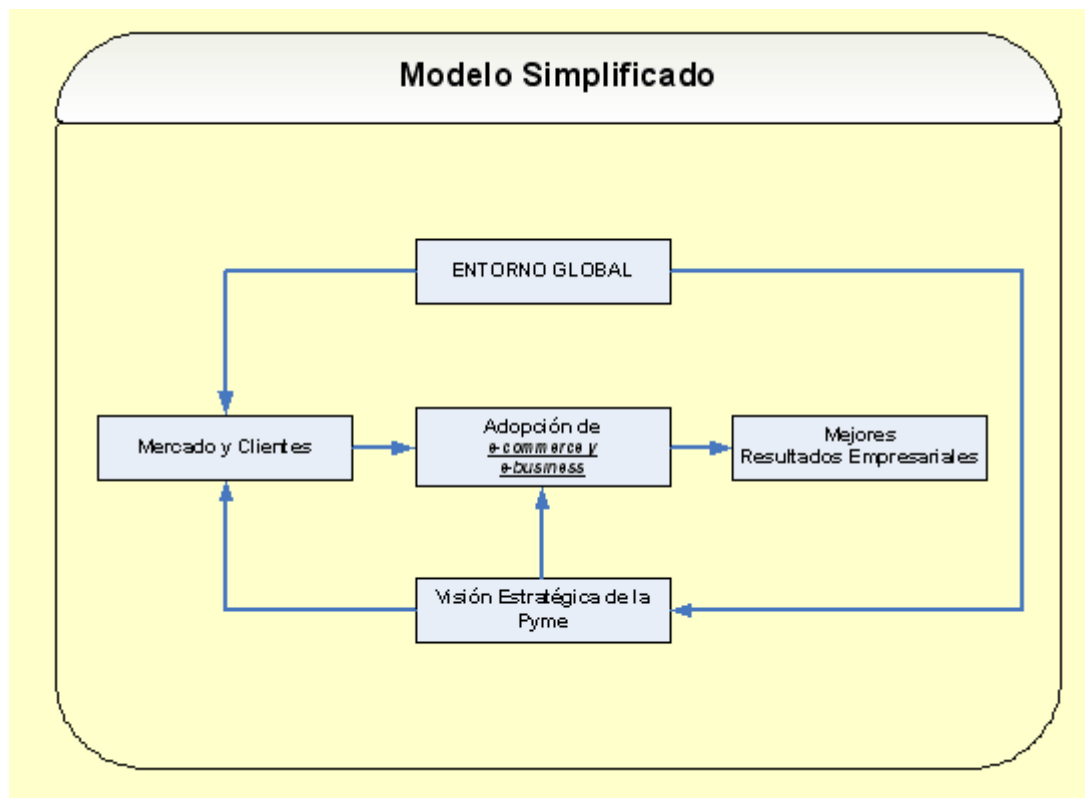 Modelo Simplificado
ENTORNO GLOBAL
Mercado y Clientes
Adopción de
e-commerce y
e-business
Mejores
Resultados Empresariales
Visión Estratégica de la
Pyme